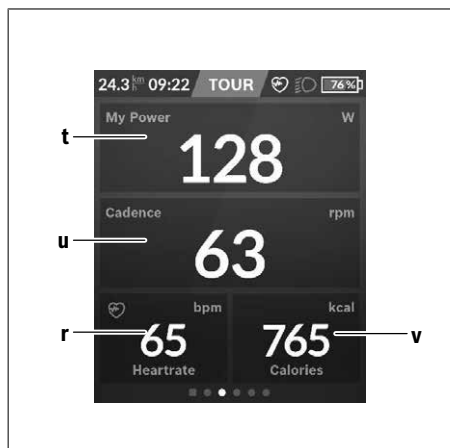 24.3 km/h 09:22 TOUR 76 %
My Power W
t
128
Cadence rpm
u
63
bpm kcal
r 65 765 v
Heartrate Calories